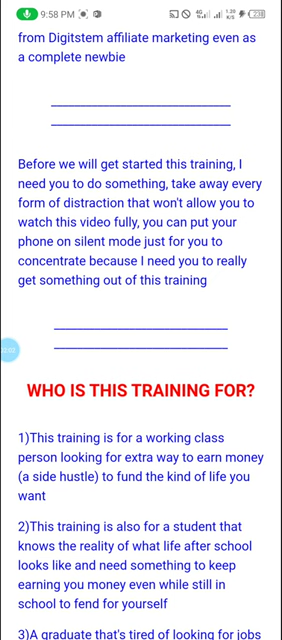 9:58 PM
4G
1.20
K/S
238
from Digitstem affiliate marketing even as
a complete newbie
Before we will get started this training, I
need you to do something, take away every
form of distraction that won't allow you to
watch this video fully, you can put your
phone on silent mode just for you to
concentrate because I need you to really
get something out of this training
WHO IS THIS TRAINING FOR?
1)This training is for a working class
person looking for extra way to earn money
(a side hustle) to fund the kind of life you
want
2)This training is also for a student that
knows the reality of what life after school
looks like and need something to keep
earning you money even while still in
school to fend for yourself
3)A graduate that's tired of looking for jobs